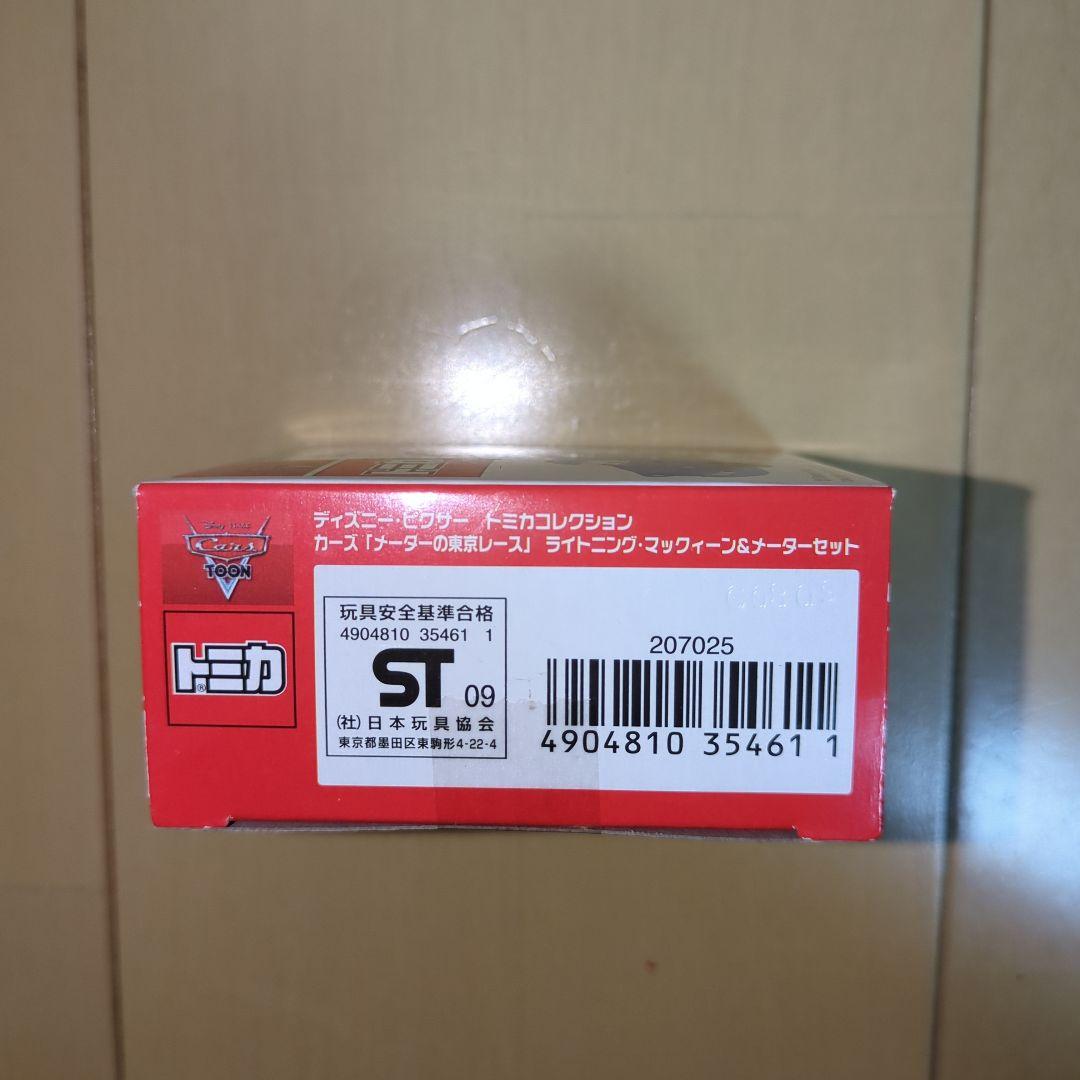 ディズニー・ピクサー トミカコレクション
カーズ「メーターの東京レース」 ライトニング・マックィーン&メーターセット
Disney PIXAR
Cars
TOON
トミカ®
玩具安全基準合格
4904810 35461 1
ST 09
(社)日本玩具協会
東京都墨田区東駒形4-22-4
207025
4904810 35461 1